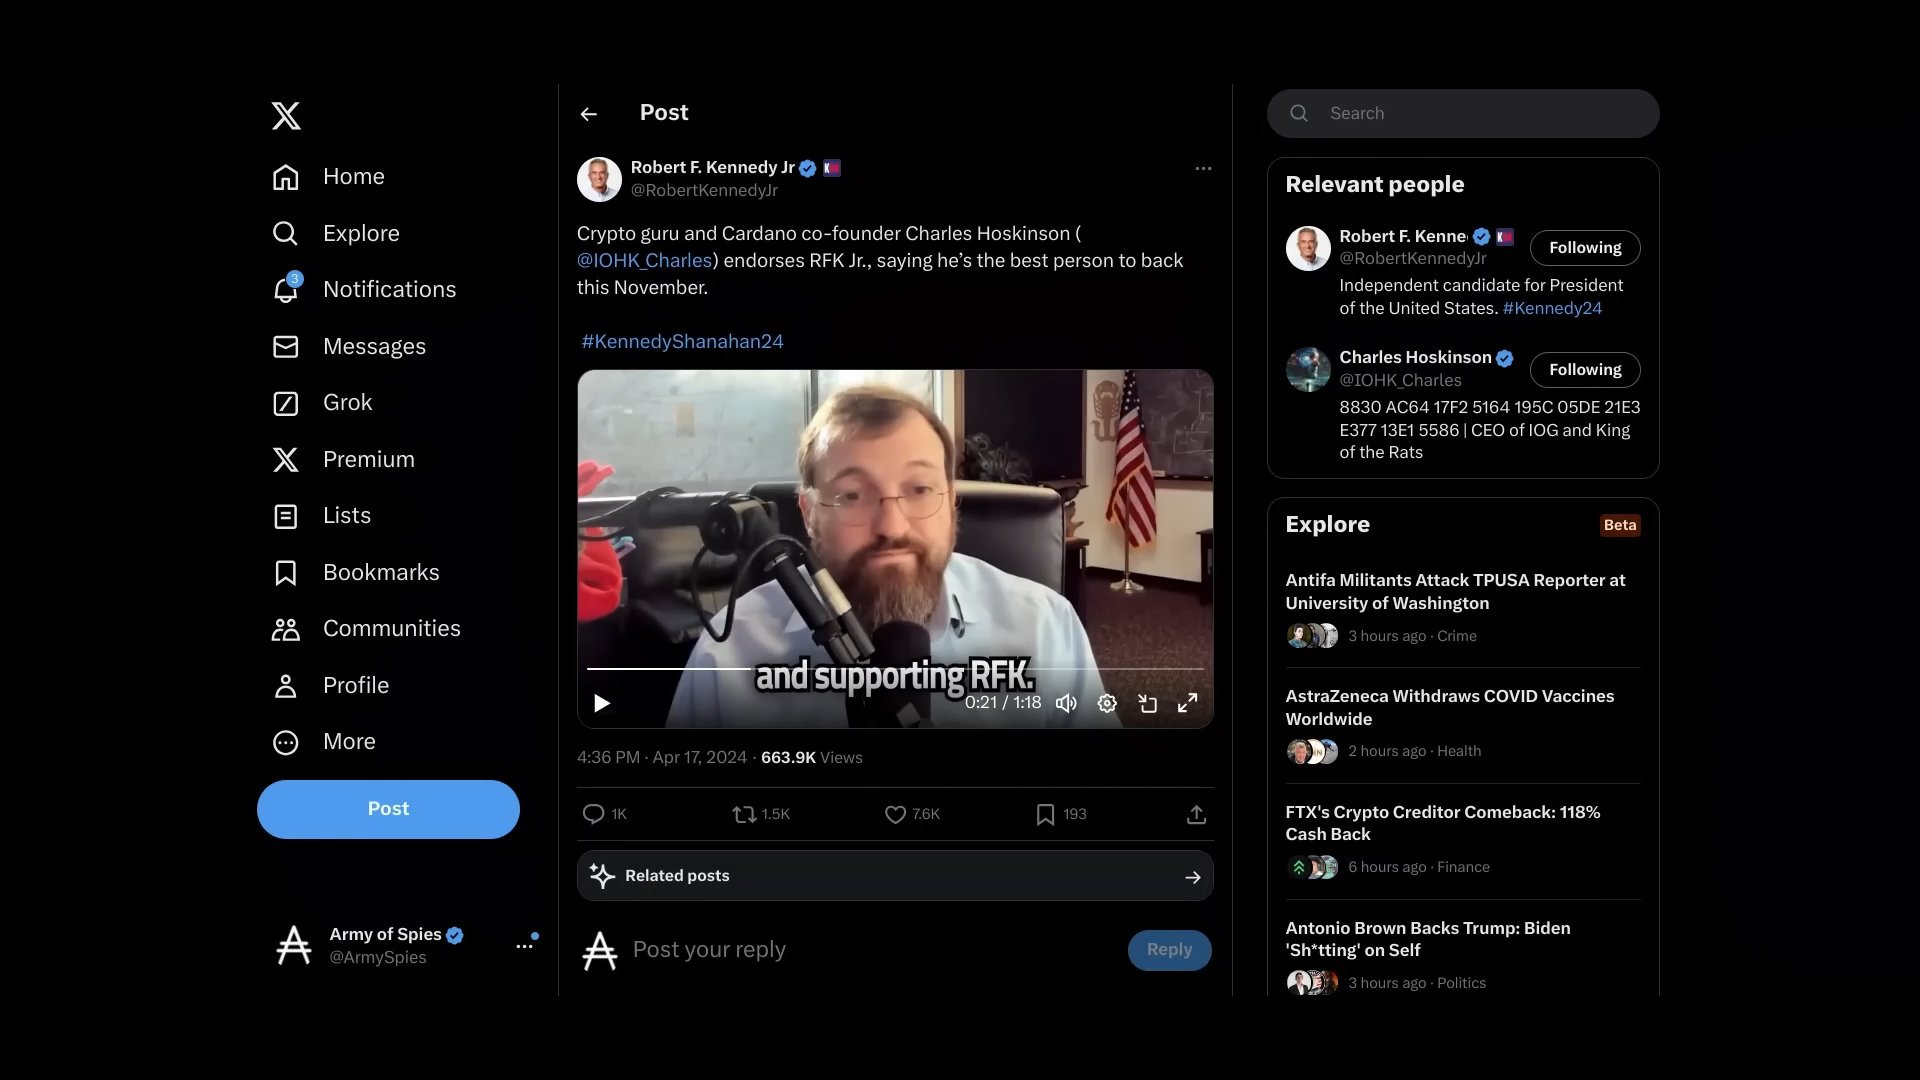 Home
Explore
3
Notifications
Messages
Grok
Premium
Lists
Bookmarks
Communities
Profile
More
Post
Army of Spies
@ArmySpies
Post
Robert F. Kennedy Jr
@RobertKennedyJr
Crypto guru and Cardano co-founder Charles Hoskinson (
@IOHK_Charles) endorses RFK Jr., saying he's the best person to back
this November.
#KennedyShanahan24
and supporting RFK.
0:21 / 1:18
4:36 PM · Apr 17, 2024 · 663.9K Views
1K
1.5K
7.6K
193
Related posts
Post your reply
Reply
Search
Relevant people
Robert F. Kenne
@RobertKennedyJr
Following
Independent candidate for President
of the United States. #Kennedy24
Charles Hoskinson
@IOHK_Charles
Following
8830 AC64 17F2 5164 195C 05DE 21E3
E377 13E1 5586 | CEO of IOG and King
of the Rats
Explore
Beta
Antifa Militants Attack TPUSA Reporter at
University of Washington
3 hours ago · Crime
AstraZeneca Withdraws COVID Vaccines
Worldwide
2 hours ago · Health
FTX's Crypto Creditor Comeback: 118%
Cash Back
6 hours ago · Finance
Antonio Brown Backs Trump: Biden
'Sh*tting' on Self
3 hours ago · Politics